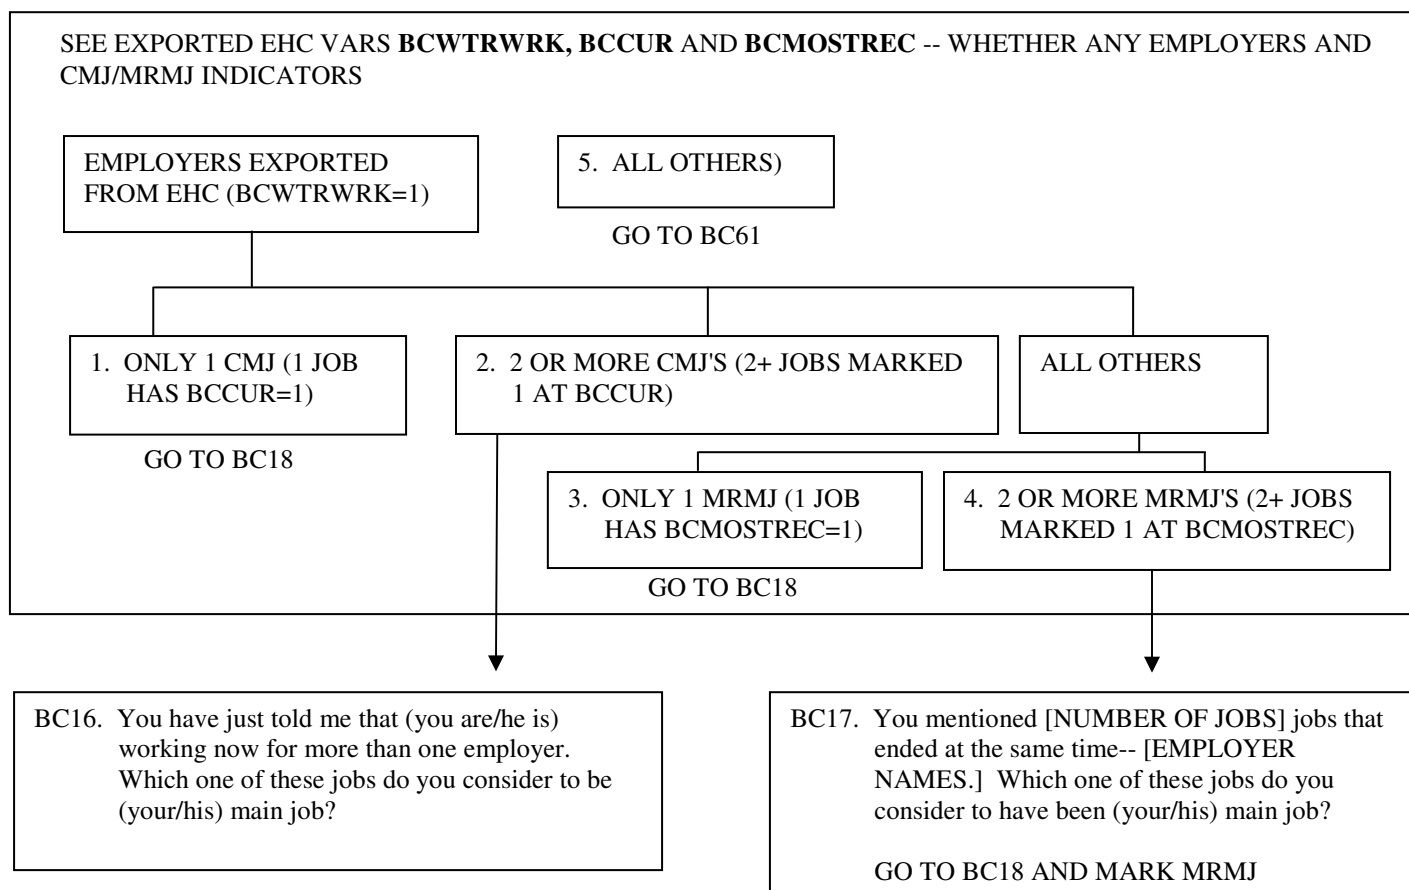 SEE EXPORTED EHC VARS BCWTRWRK, BCCUR AND BCMOSTREC -- WHETHER ANY EMPLOYERS AND
CMJ/MRMJ INDICATORS
EMPLOYERS EXPORTED
FROM EHC (BCWTRWRK=1)
5. ALL OTHERS)
GO TO BC61
1. ONLY 1 CMJ (1 JOB
HAS BCCUR=1)
GO TO BC18
2. 2 OR MORE CMJ'S (2+ JOBS MARKED
1 AT BCCUR)
ALL OTHERS
3. ONLY 1 MRMJ (1 JOB
HAS BCMOSTREC=1)
GO TO BC18
4. 2 OR MORE MRMJ'S (2+ JOBS
MARKED 1 AT BCMOSTREC)
BC16. You have just told me that (you are/he is)
working now for more than one employer.
Which one of these jobs do you consider to be
(your/his) main job?
BC17. You mentioned [NUMBER OF JOBS] jobs that
ended at the same time-- [EMPLOYER
NAMES.] Which one of these jobs do you
consider to have been (your/his) main job?
GO TO BC18 AND MARK MRMJ